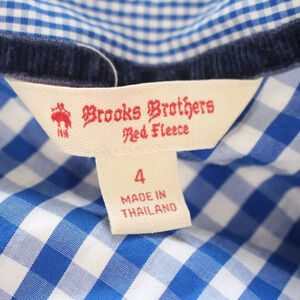 Brooks Brothers
Red Fleece
4
MADE IN
THAILAND